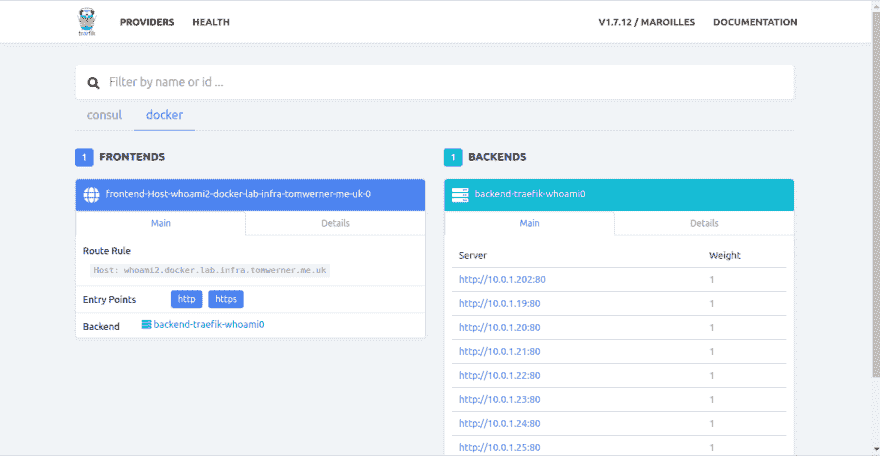 træfik
PROVIDERS HEALTH V1.7.12 / MAROILLES DOCUMENTATION
Filter by name or id ...
consul docker
1 FRONTENDS
frontend-Host-whoami2-docker-lab-infra-tomwerner-me-uk-0
Main Details
Route Rule
Host: whoami2.docker.lab.infra.tomwerner.me.uk
Entry Points http https
Backend backend-traefik-whoami0
1 BACKENDS
backend-traefik-whoami0
Main Details
Server Weight
http://10.0.1.202:80 1
http://10.0.1.19:80 1
http://10.0.1.20:80 1
http://10.0.1.21:80 1
http://10.0.1.22:80 1
http://10.0.1.23:80 1
http://10.0.1.24:80 1
http://10.0.1.25:80 1